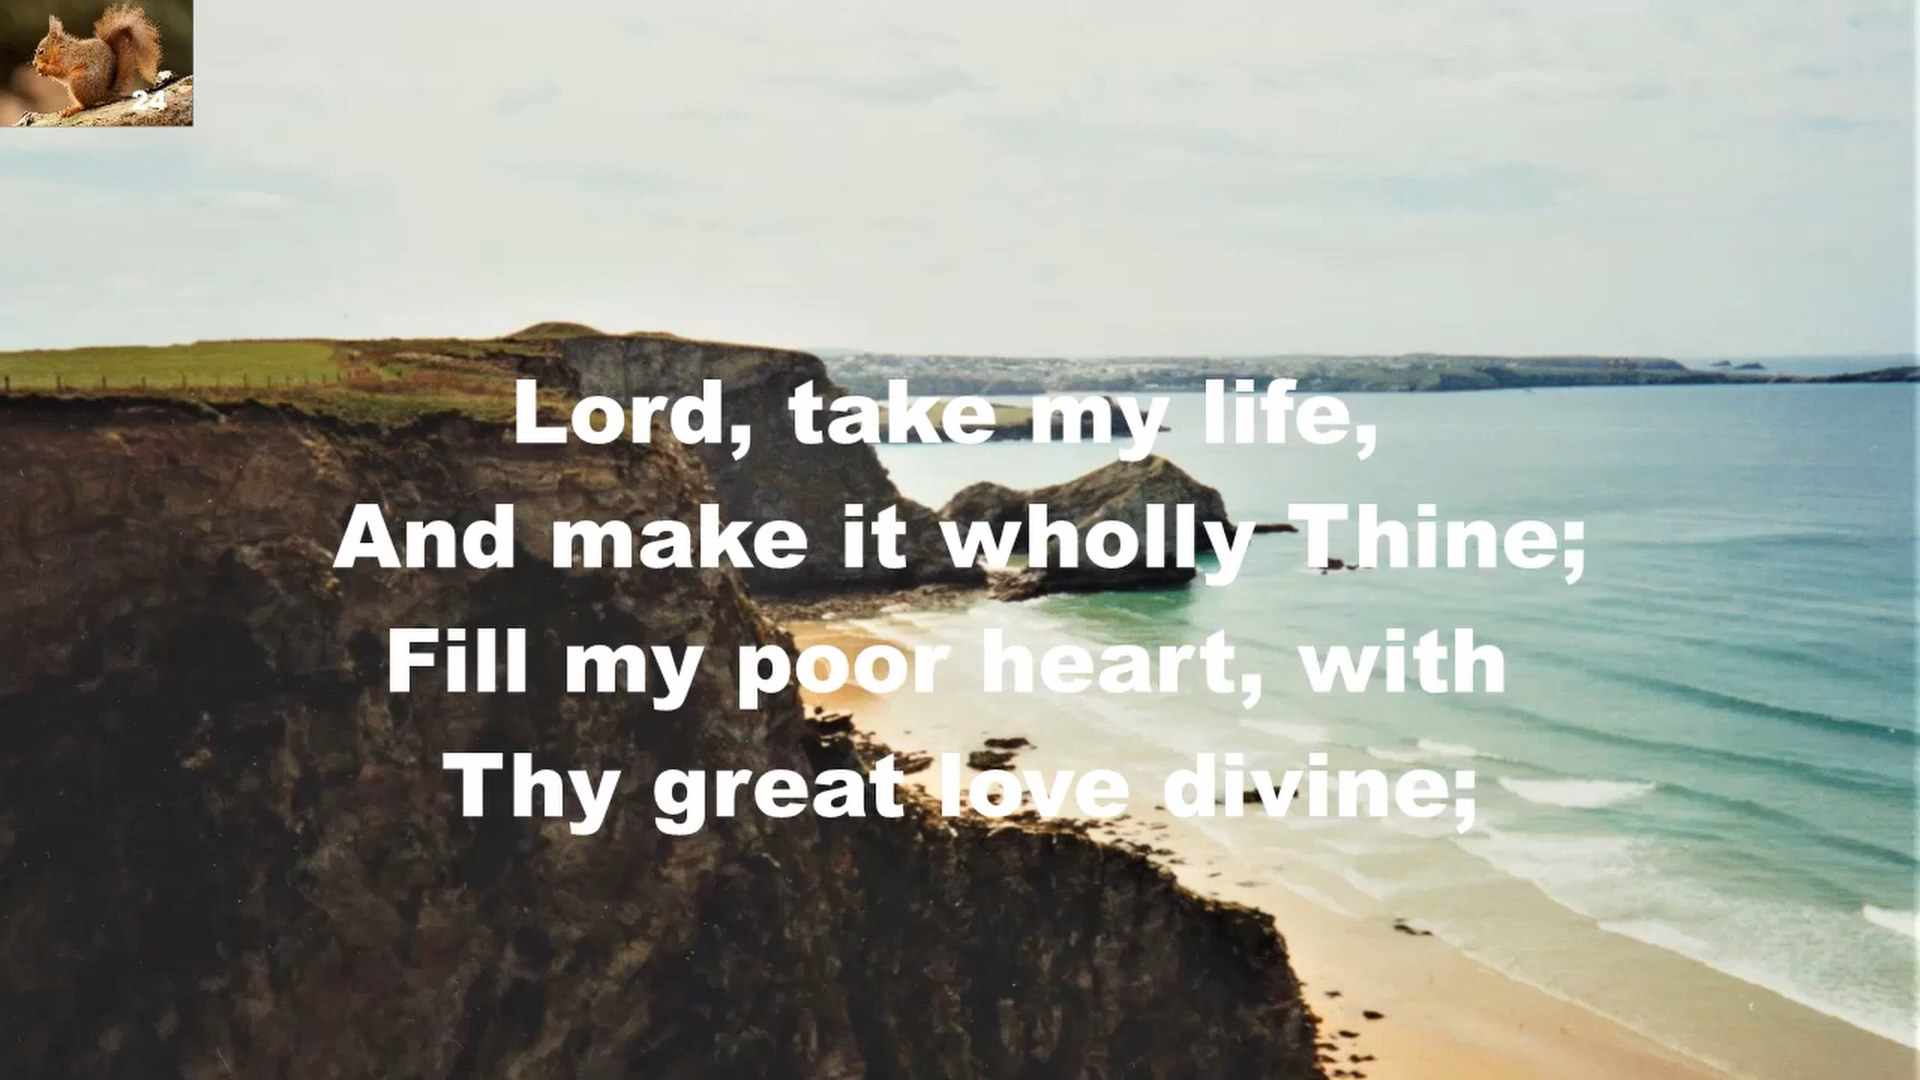 24
Lord, take my life,
And make it wholly Thine;
Fill my poor heart, with
Thy great love divine;